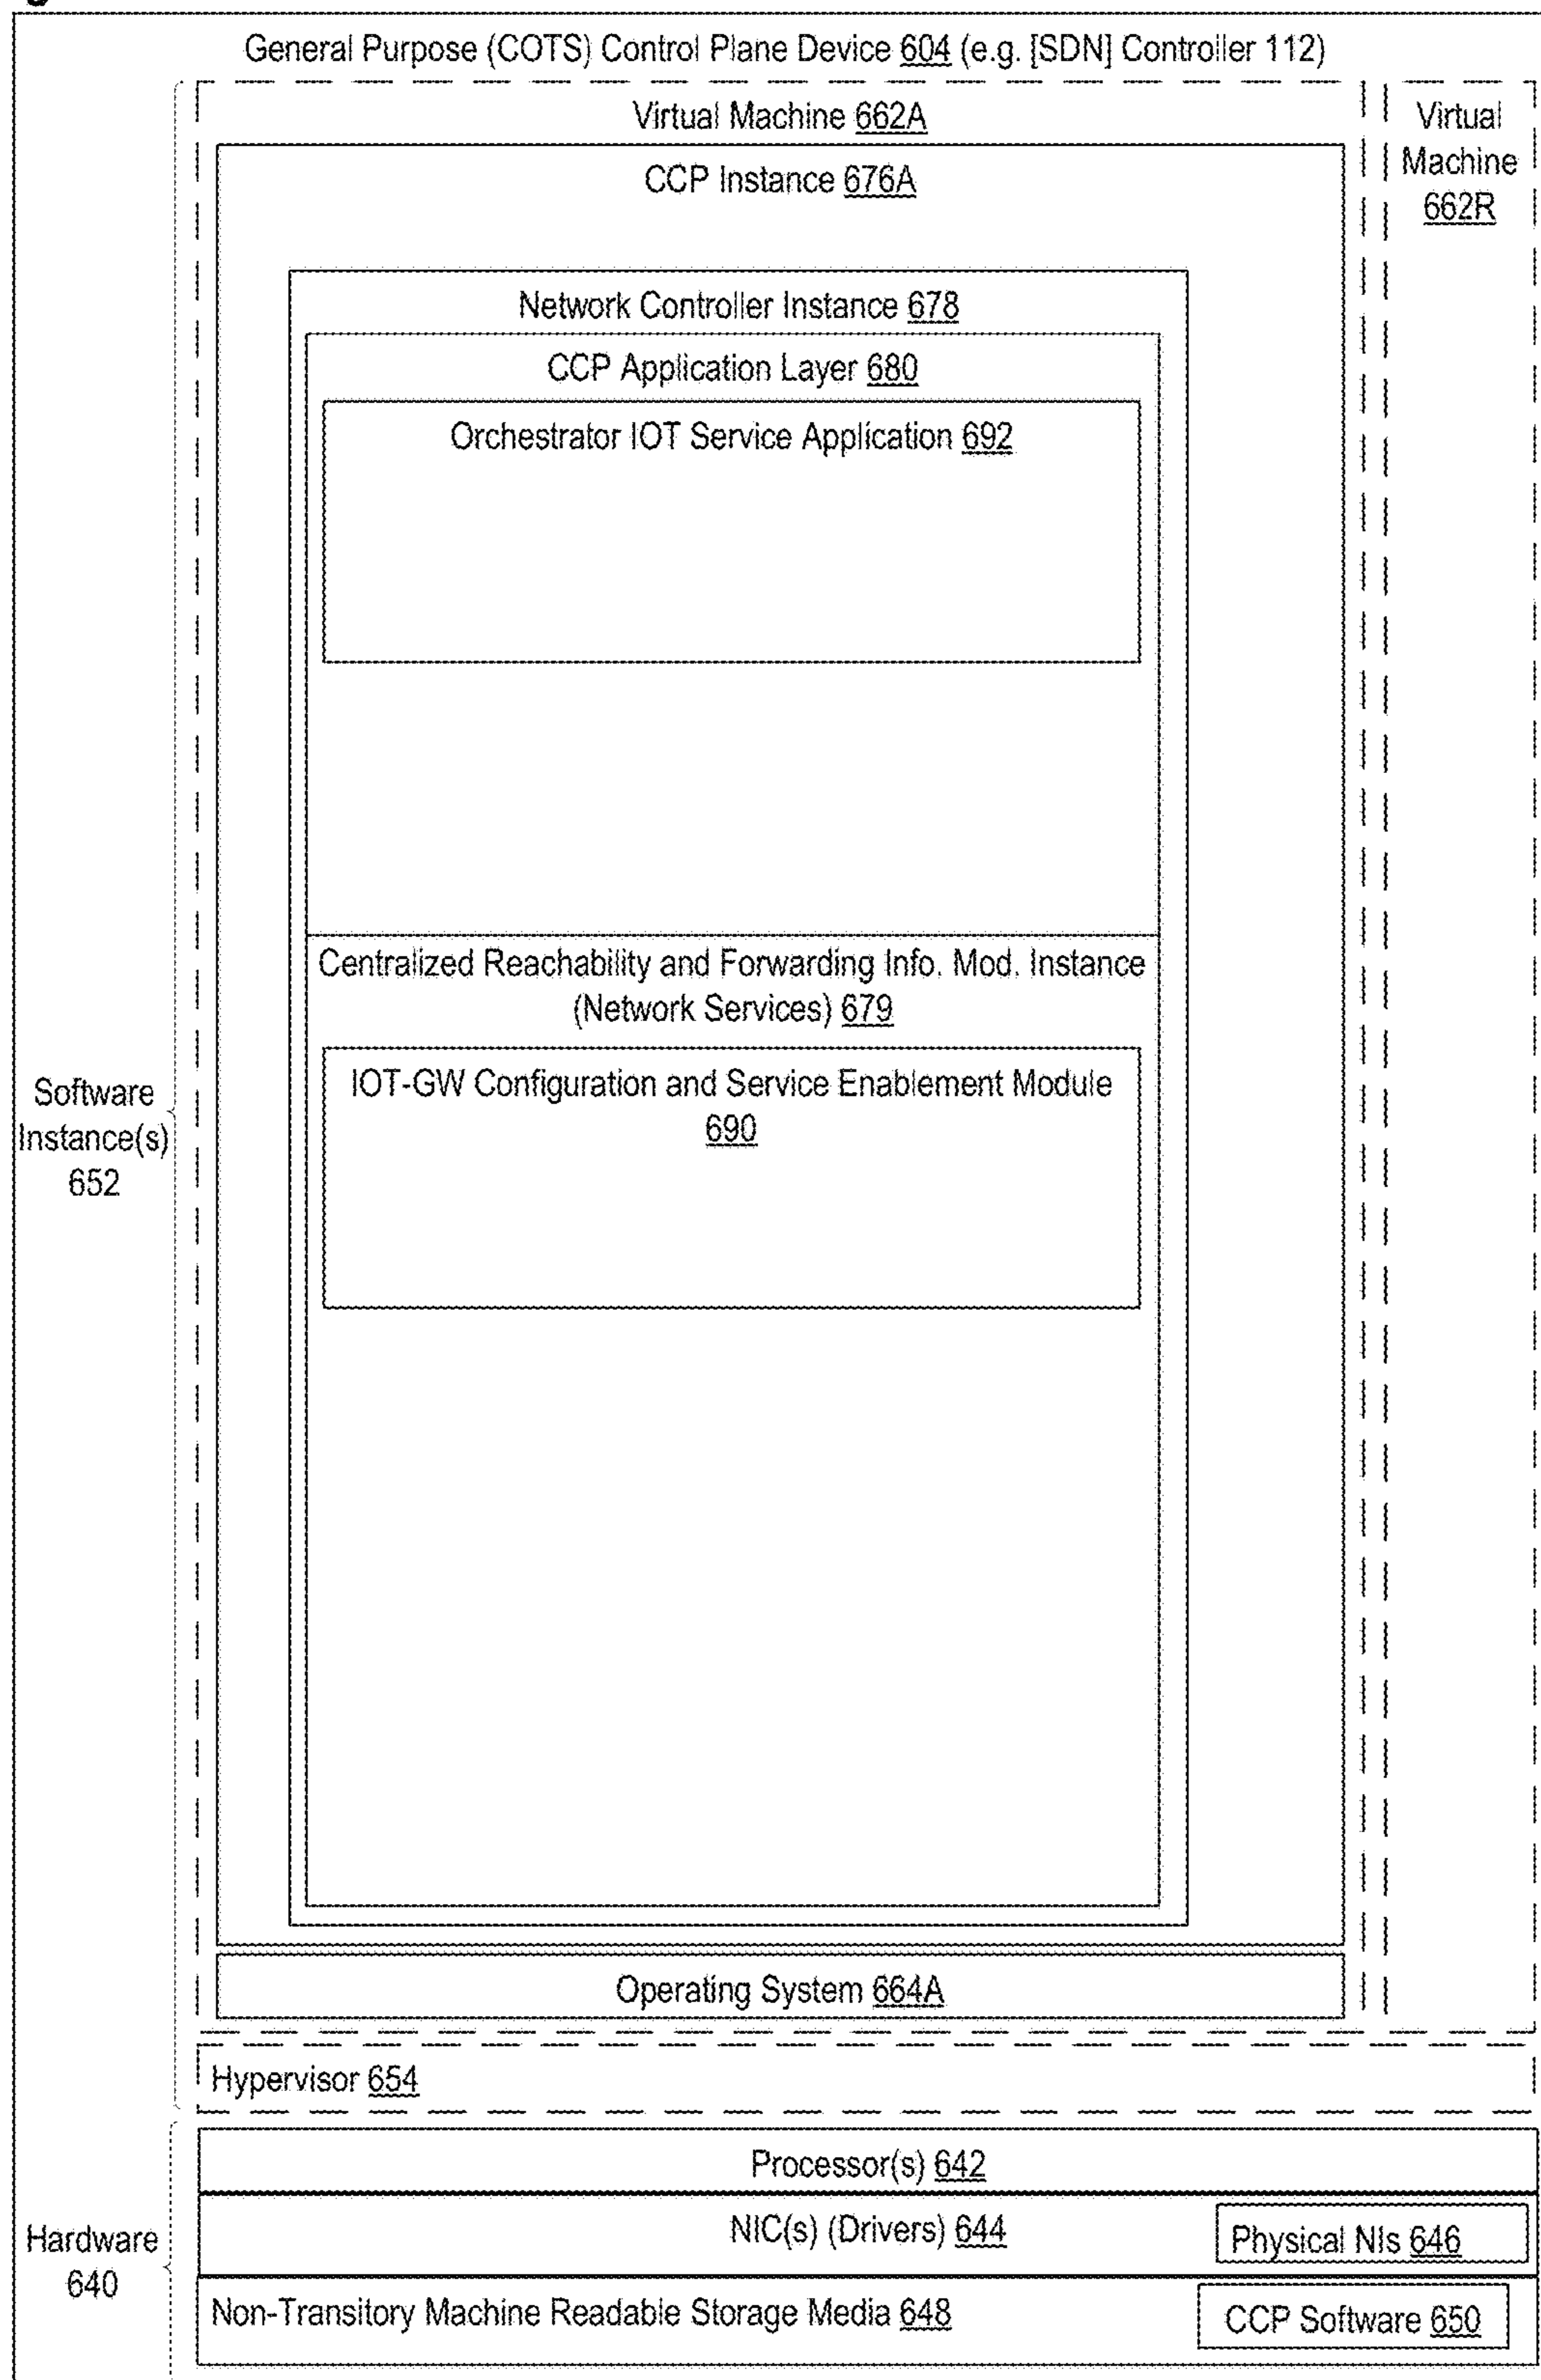 General Purpose (COTS) Control Plane Device 604 (e.g. [SDN] Controller 112)
Virtual Machine 662A
Virtual
Machine
662R
CCP Instance 676A
Network Controller Instance 678
CCP Application Layer 680
Orchestrator IOT Service Application 692
Centralized Reachability and Forwarding Info. Mod. Instance
(Network Services) 679
IOT-GW Configuration and Service Enablement Module
690
Software
Instance(s)
652
Operating System 664A
Hypervisor 654
Processor(s) 642
NIC(s) (Drivers) 644
Physical NIs 646
Hardware
640
Non-Transitory Machine Readable Storage Media 648
CCP Software 650